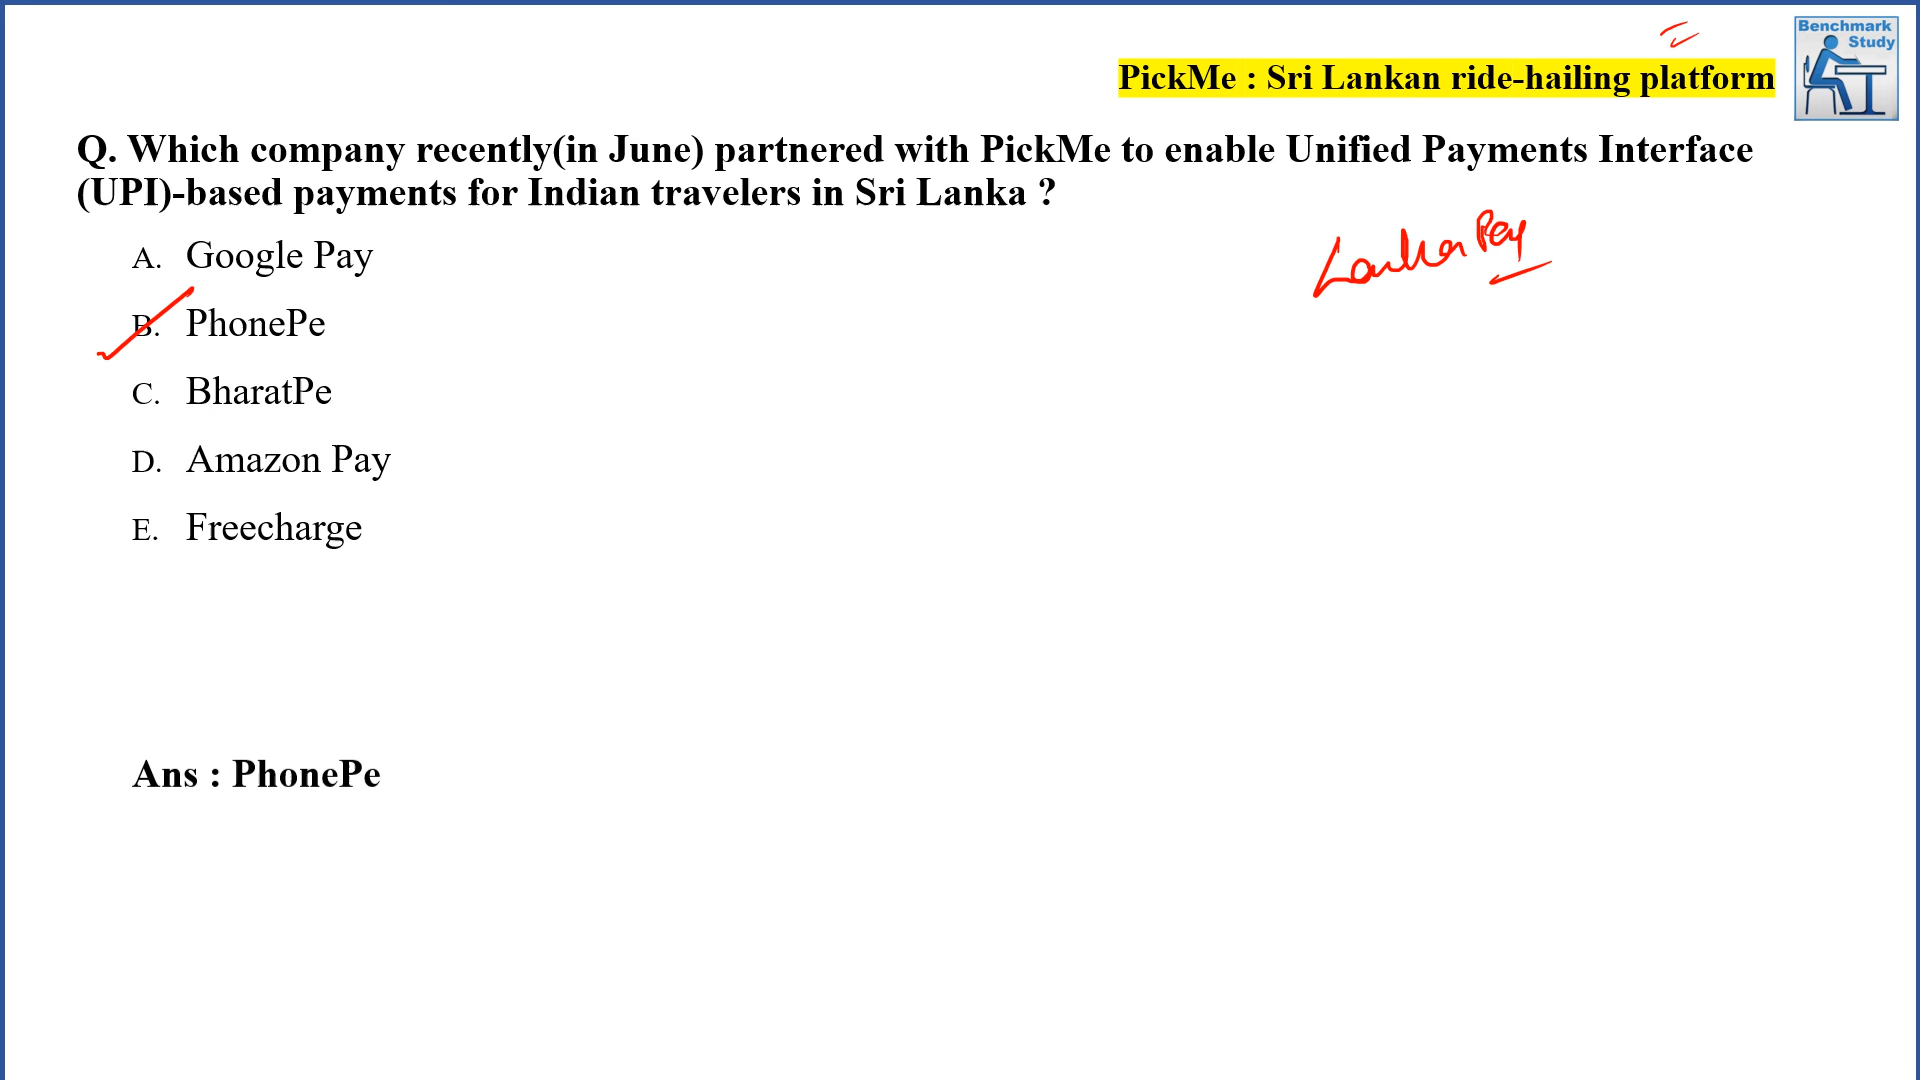 Benchmark
Study
PickMe : Sri Lankan ride-hailing platform
Q. Which company recently(in June) partnered with PickMe to enable Unified Payments Interface
(UPI)-based payments for Indian travelers in Sri Lanka ?
Lanka Pay
A. Google Pay
B. PhonePe
C. BharatPe
D. Amazon Pay
E. Freecharge
Ans : PhonePe